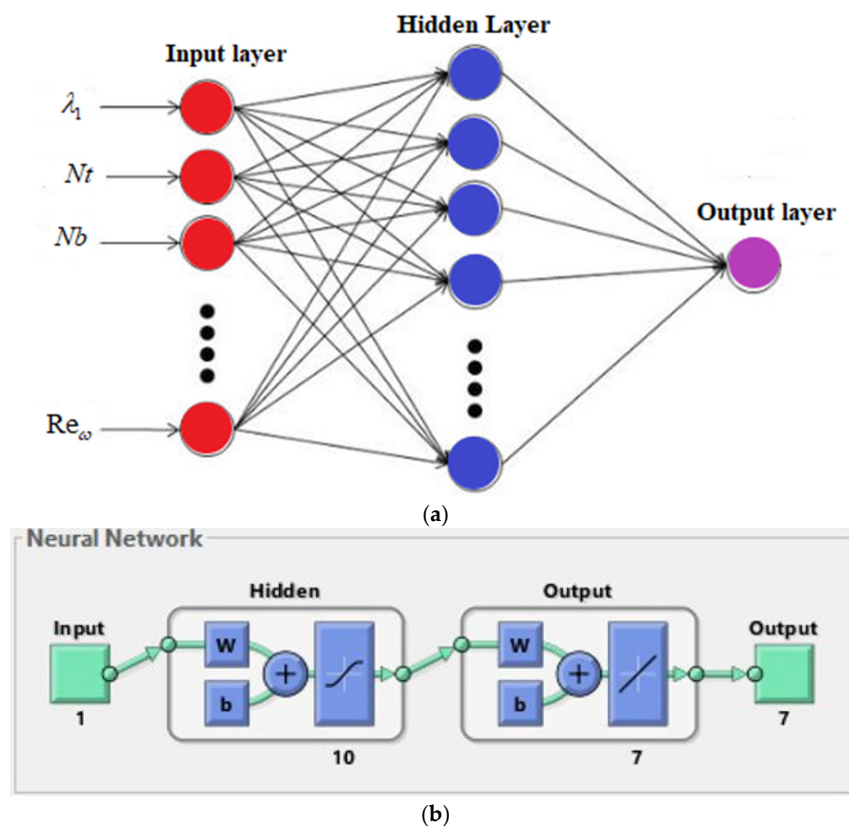 Hidden Layer
Input layer
λ₁
Nt
Nb
Output layer
Reω
(a)
Neural Network
Hidden
Output
Input
Output
W
W
b
b
1
10
7
7
(b)